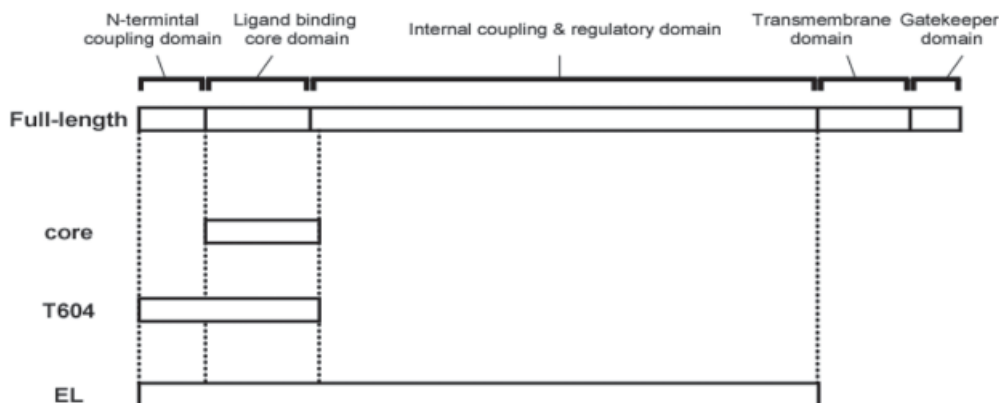 N-termintal
coupling domain
Ligand binding
core domain
Internal coupling & regulatory domain
Transmembrane
domain
Gatekeeper
domain
Full-length
core
T604
EL